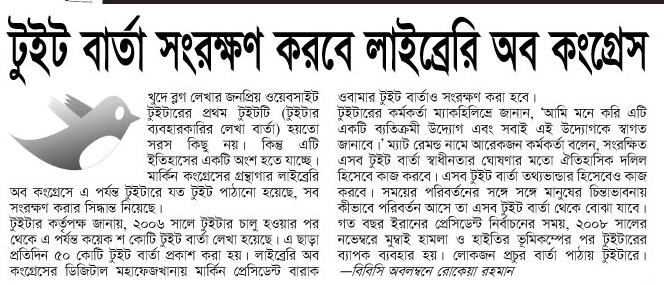 টুইট বার্তা সংরক্ষণ করবে লাইব্রেরি অব কংগ্রেস
খুদে ব্লগ লেখার জনপ্রিয় ওয়েবসাইট
টুইটারের প্রথম টুইটটি (টুইটার
ব্যবহারকারির লেখা বার্তা) হয়তো
সরস কিছু নয়। কিন্তু এটি
ইতিহাসের একটি অংশ হতে যাচ্ছে।
মার্কিন কংগ্রেসের গ্রন্থাগার লাইব্রেরি
অব কংগ্রেসে এ পর্যন্ত টুইটারে যত টুইট পাঠানো হয়েছে, সব
সংরক্ষণ করার সিদ্ধান্ত নিয়েছে।
টুইটার কর্তৃপক্ষ জানায়, ২০০৬ সালে টুইটার চালু হওয়ার পর
থেকে এ পর্যন্ত কয়েক শ কোটি টুইট বার্তা লেখা হয়েছে। এ ছাড়া
প্রতিদিন ৫০ কোটি টুইট বার্তা প্রকাশ করা হয়। লাইব্রেরি অব
কংগ্রেসের ডিজিটাল মহাফেজখানায় মার্কিন প্রেসিডেন্ট বারাক
ওবামার টুইট বার্তাও সংরক্ষণ করা হবে।
টুইটারের কর্মকর্তা ম্যাকহিলিভ্রে জানান, ‘আমি মনে করি এটি
একটি ব্যতিক্রমী উদ্যোগ এবং সবাই এই উদ্যোগকে স্বাগত
জানাবে।’ ম্যাট রেমন্ড নামে আরেকজন কর্মকর্তা বলেন, সংরক্ষিত
এসব টুইট বার্তা স্বাধীনতার ঘোষণার মতো ঐতিহাসিক দলিল
হিসেবে কাজ করবে। এসব টুইট বার্তা তথ্যভান্ডার হিসেবেও কাজ
করবে। সময়ের পরিবর্তনের সঙ্গে সঙ্গে মানুষের চিন্তাভাবনায়
কীভাবে পরিবর্তন আসে তা এসব টুইট বার্তা থেকে বোঝা যাবে।
গত বছর ইরানের প্রেসিডেন্ট নির্বাচনের সময়, ২০০৮ সালের
নভেম্বরে মুম্বাই হামলা ও হাইতির ভূমিকম্পের পর টুইটারের
ব্যাপক ব্যবহার হয়। লোকজন প্রচুর বার্তা পাঠায় টুইটারে।
—বিবিসি অবলম্বনে রোকেয়া রহমান